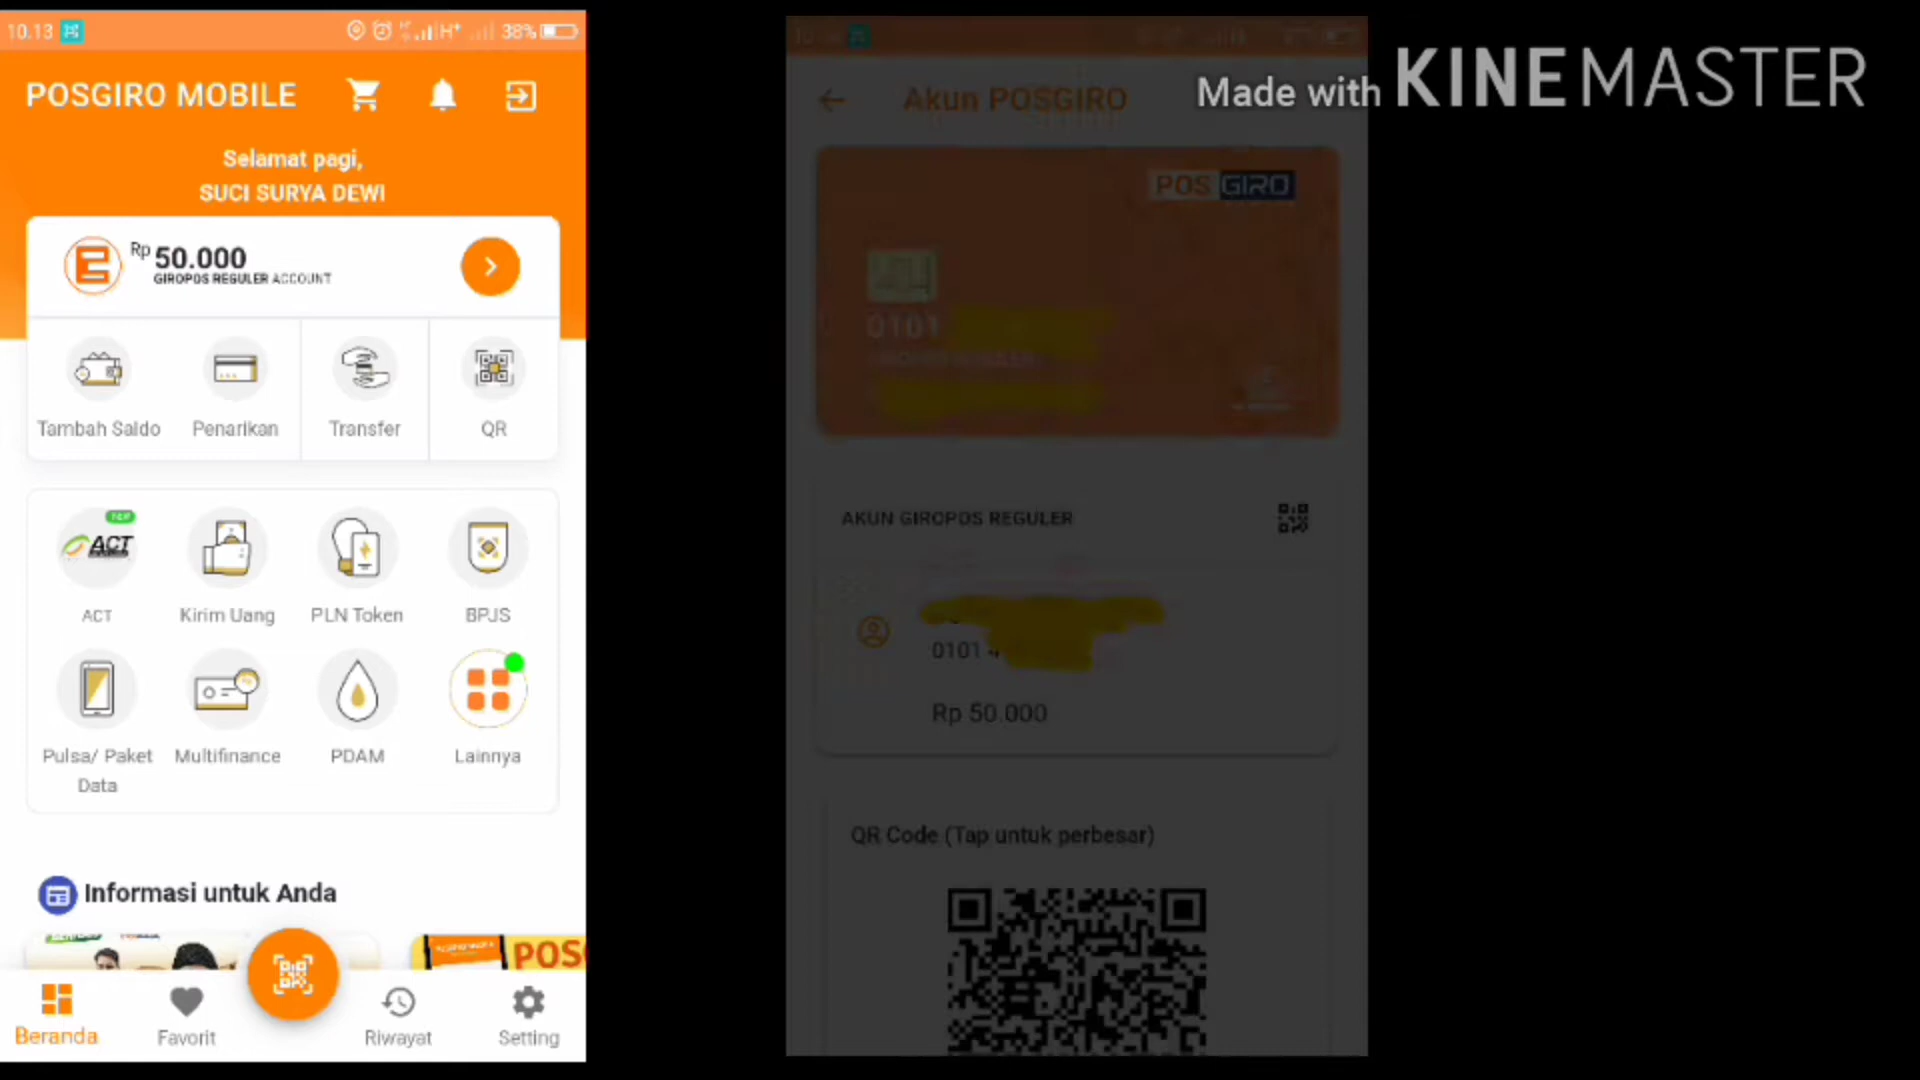 10.13 H+ 38%
POSGIRO MOBILE
Selamat pagi,
SUCI SURYA DEWI
Rp 50.000
GIROPOS REGULER ACCOUNT
Tambah Saldo Penarikan Transfer QR
ACT
ACT Kirim Uang PLN Token BPJS
Pulsa/ Paket Data Multifinance PDAM Lainnya
Informasi untuk Anda
POSG
Beranda Favorit Riwayat Setting
Made with KINEMASTER
Akun POSGIRO
POS GIRO
0101
AKUN GIROPOS REGULER
0101 4
Rp 50.000
QR Code (Tap untuk perbesar)